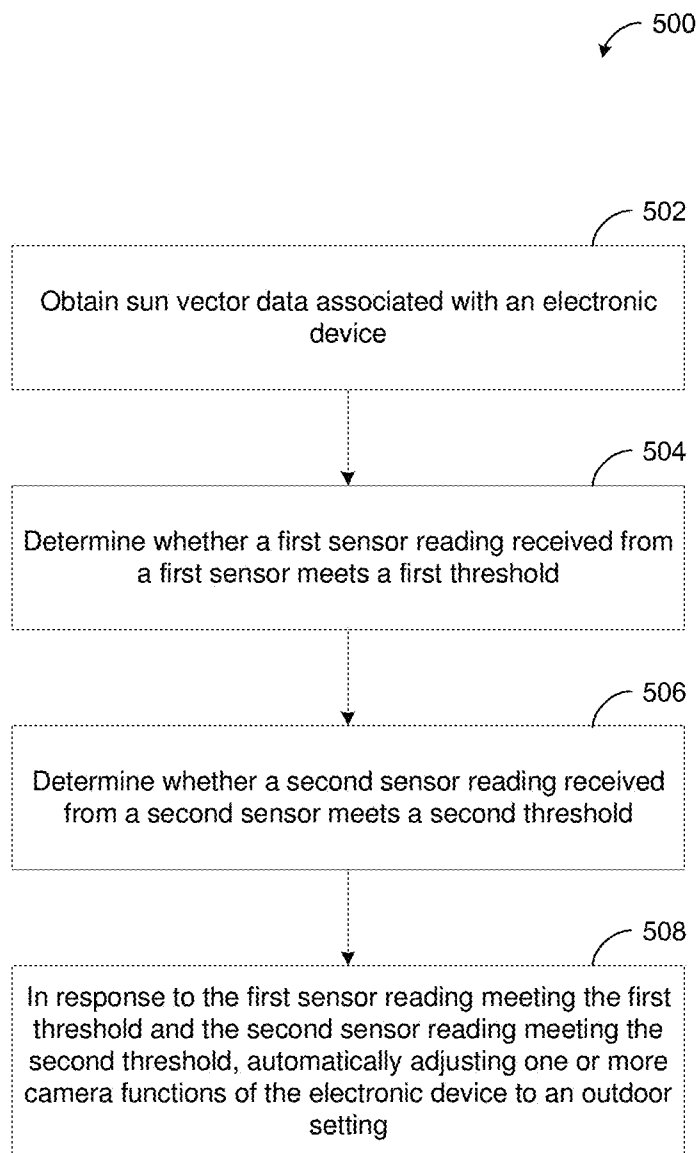 500
502
Obtain sun vector data associated with an electronic
device
504
Determine whether a first sensor reading received from
a first sensor meets a first threshold
506
Determine whether a second sensor reading received
from a second sensor meets a second threshold
508
In response to the first sensor reading meeting the first
threshold and the second sensor reading meeting the
second threshold, automatically adjusting one or more
camera functions of the electronic device to an outdoor
setting